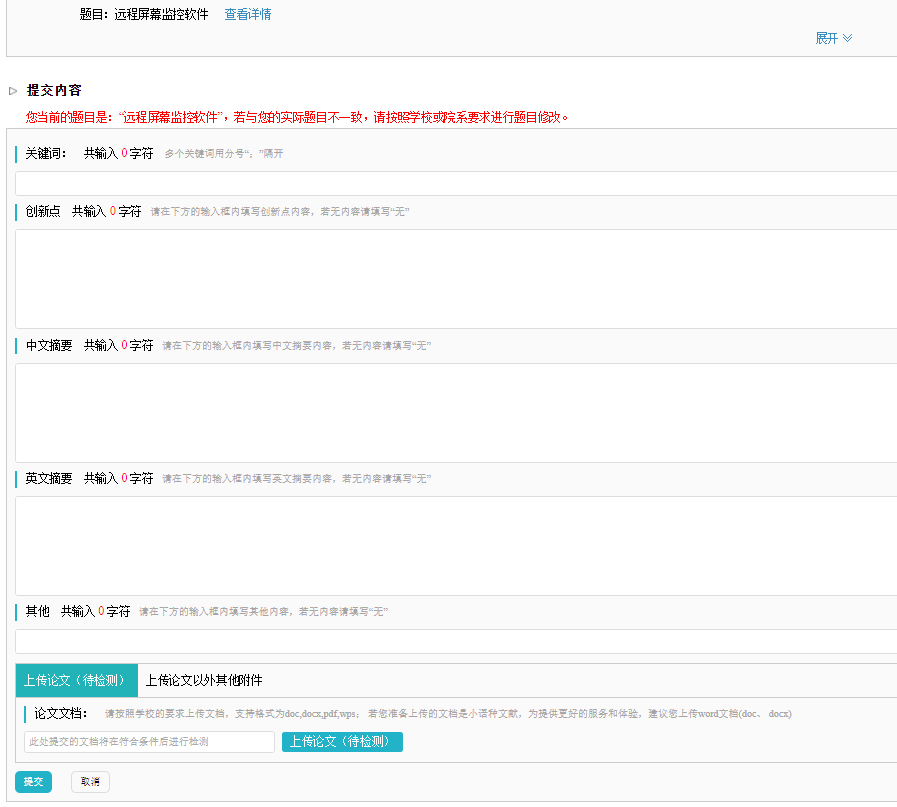 题目：远程屏幕监控软件 查看详情
展开
提交内容
您当前的题目是：“远程屏幕监控软件”，若与您的实际题目不一致，请按照学校或院系要求进行题目修改。
关键词： 共输入 0 字符 多个关键词用分号“；”隔开
创新点 共输入 0 字符 请在下方的输入框内填写创新点内容，若无内容请填写“无”
中文摘要 共输入 0 字符 请在下方的输入框内填写中文摘要内容，若无内容请填写“无”
英文摘要 共输入 0 字符 请在下方的输入框内填写英文摘要内容，若无内容请填写“无”
其他 共输入 0 字符 请在下方的输入框内填写其他内容，若无内容请填写“无”
上传论文（待检测） 上传论文以外其他附件
论文文档： 请按照学校的要求上传文档，支持格式为doc,docx,pdf,wps； 若您准备上传的文档是小语种文献，为提供更好的服务和体验，建议您上传word文档(doc、 docx)
此处提交的文档将在符合条件后进行检测 上传论文（待检测）
提交 取消